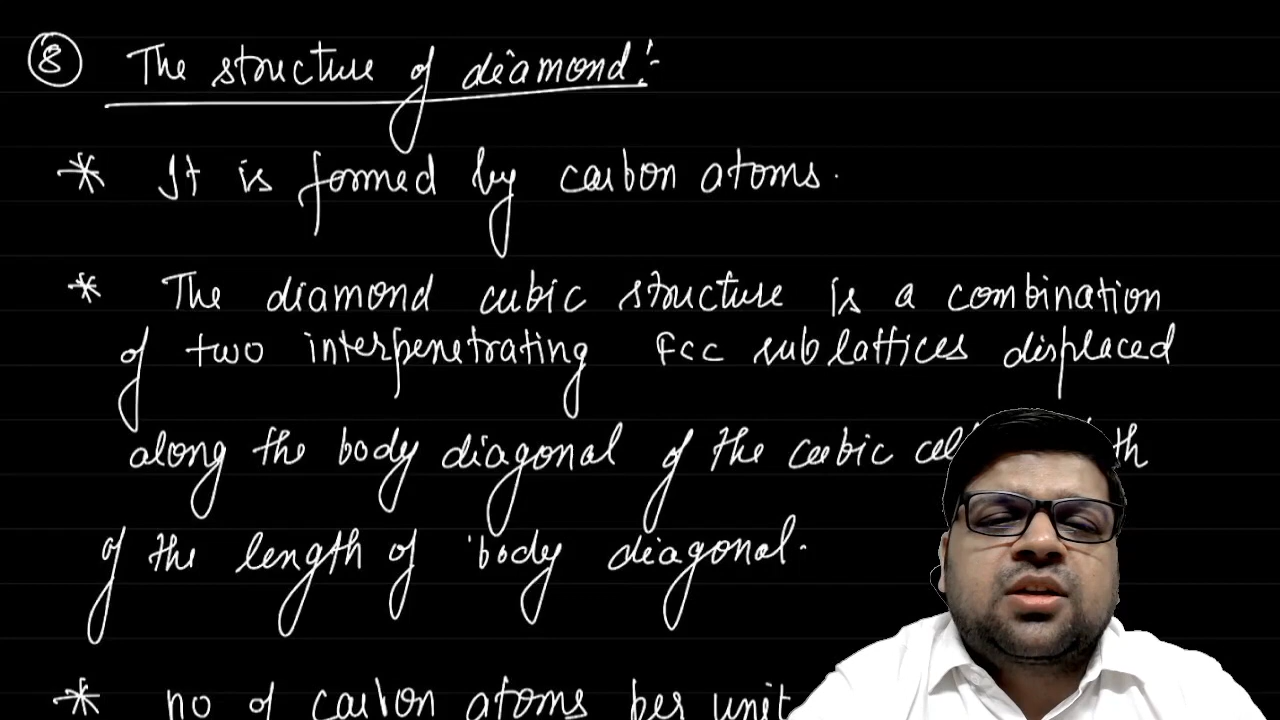 8 The structure of diamond:-
* It is formed by carbon atoms.
* The diamond cubic structure is a combination
of two interpenetrating FCC sublattices displaced
along the body diagonal of the cubic
of the length of body diagonal.
* no of carbon atoms per unit